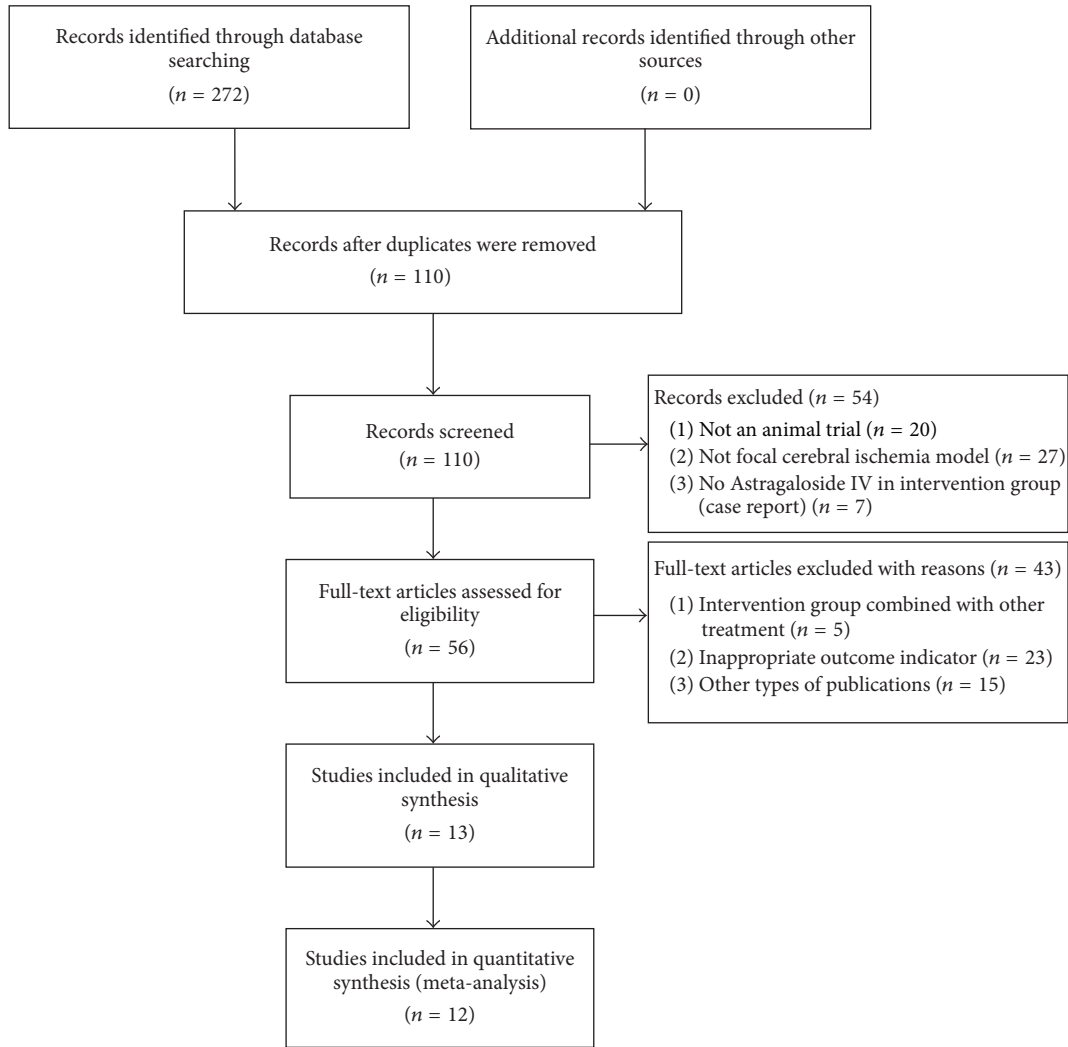 Records identified through database
searching
(n = 272)
Additional records identified through other
sources
(n = 0)
Records after duplicates were removed
(n = 110)
Records screened
(n = 110)
Records excluded (n = 54)
(1) Not an animal trial (n = 20)
(2) Not focal cerebral ischemia model (n = 27)
(3) No Astragaloside IV in intervention group
(case report) (n = 7)
Full-text articles assessed for
eligibility
(n = 56)
Full-text articles excluded with reasons (n = 43)
(1) Intervention group combined with other
treatment (n = 5)
(2) Inappropriate outcome indicator (n = 23)
(3) Other types of publications (n = 15)
Studies included in qualitative
synthesis
(n = 13)
Studies included in quantitative
synthesis (meta-analysis)
(n = 12)